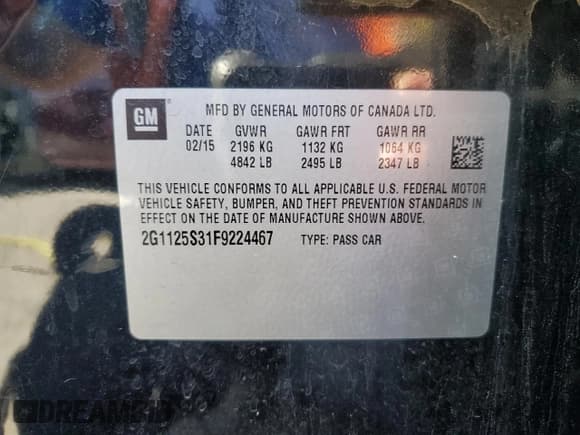 GM
MFD BY GENERAL MOTORS OF CANADA LTD.
DATE GVWR GAWR FRT GAWR RR
02/15 2196 KG 1132 KG 1064 KG
4842 LB 2495 LB 2347 LB
THIS VEHICLE CONFORMS TO ALL APPLICABLE U.S. FEDERAL MOTOR
VEHICLE SAFETY, BUMPER, AND THEFT PREVENTION STANDARDS IN
EFFECT ON THE DATE OF MANUFACTURE SHOWN ABOVE.
2G1125S31F9224467 TYPE: PASS CAR
DREAMBID